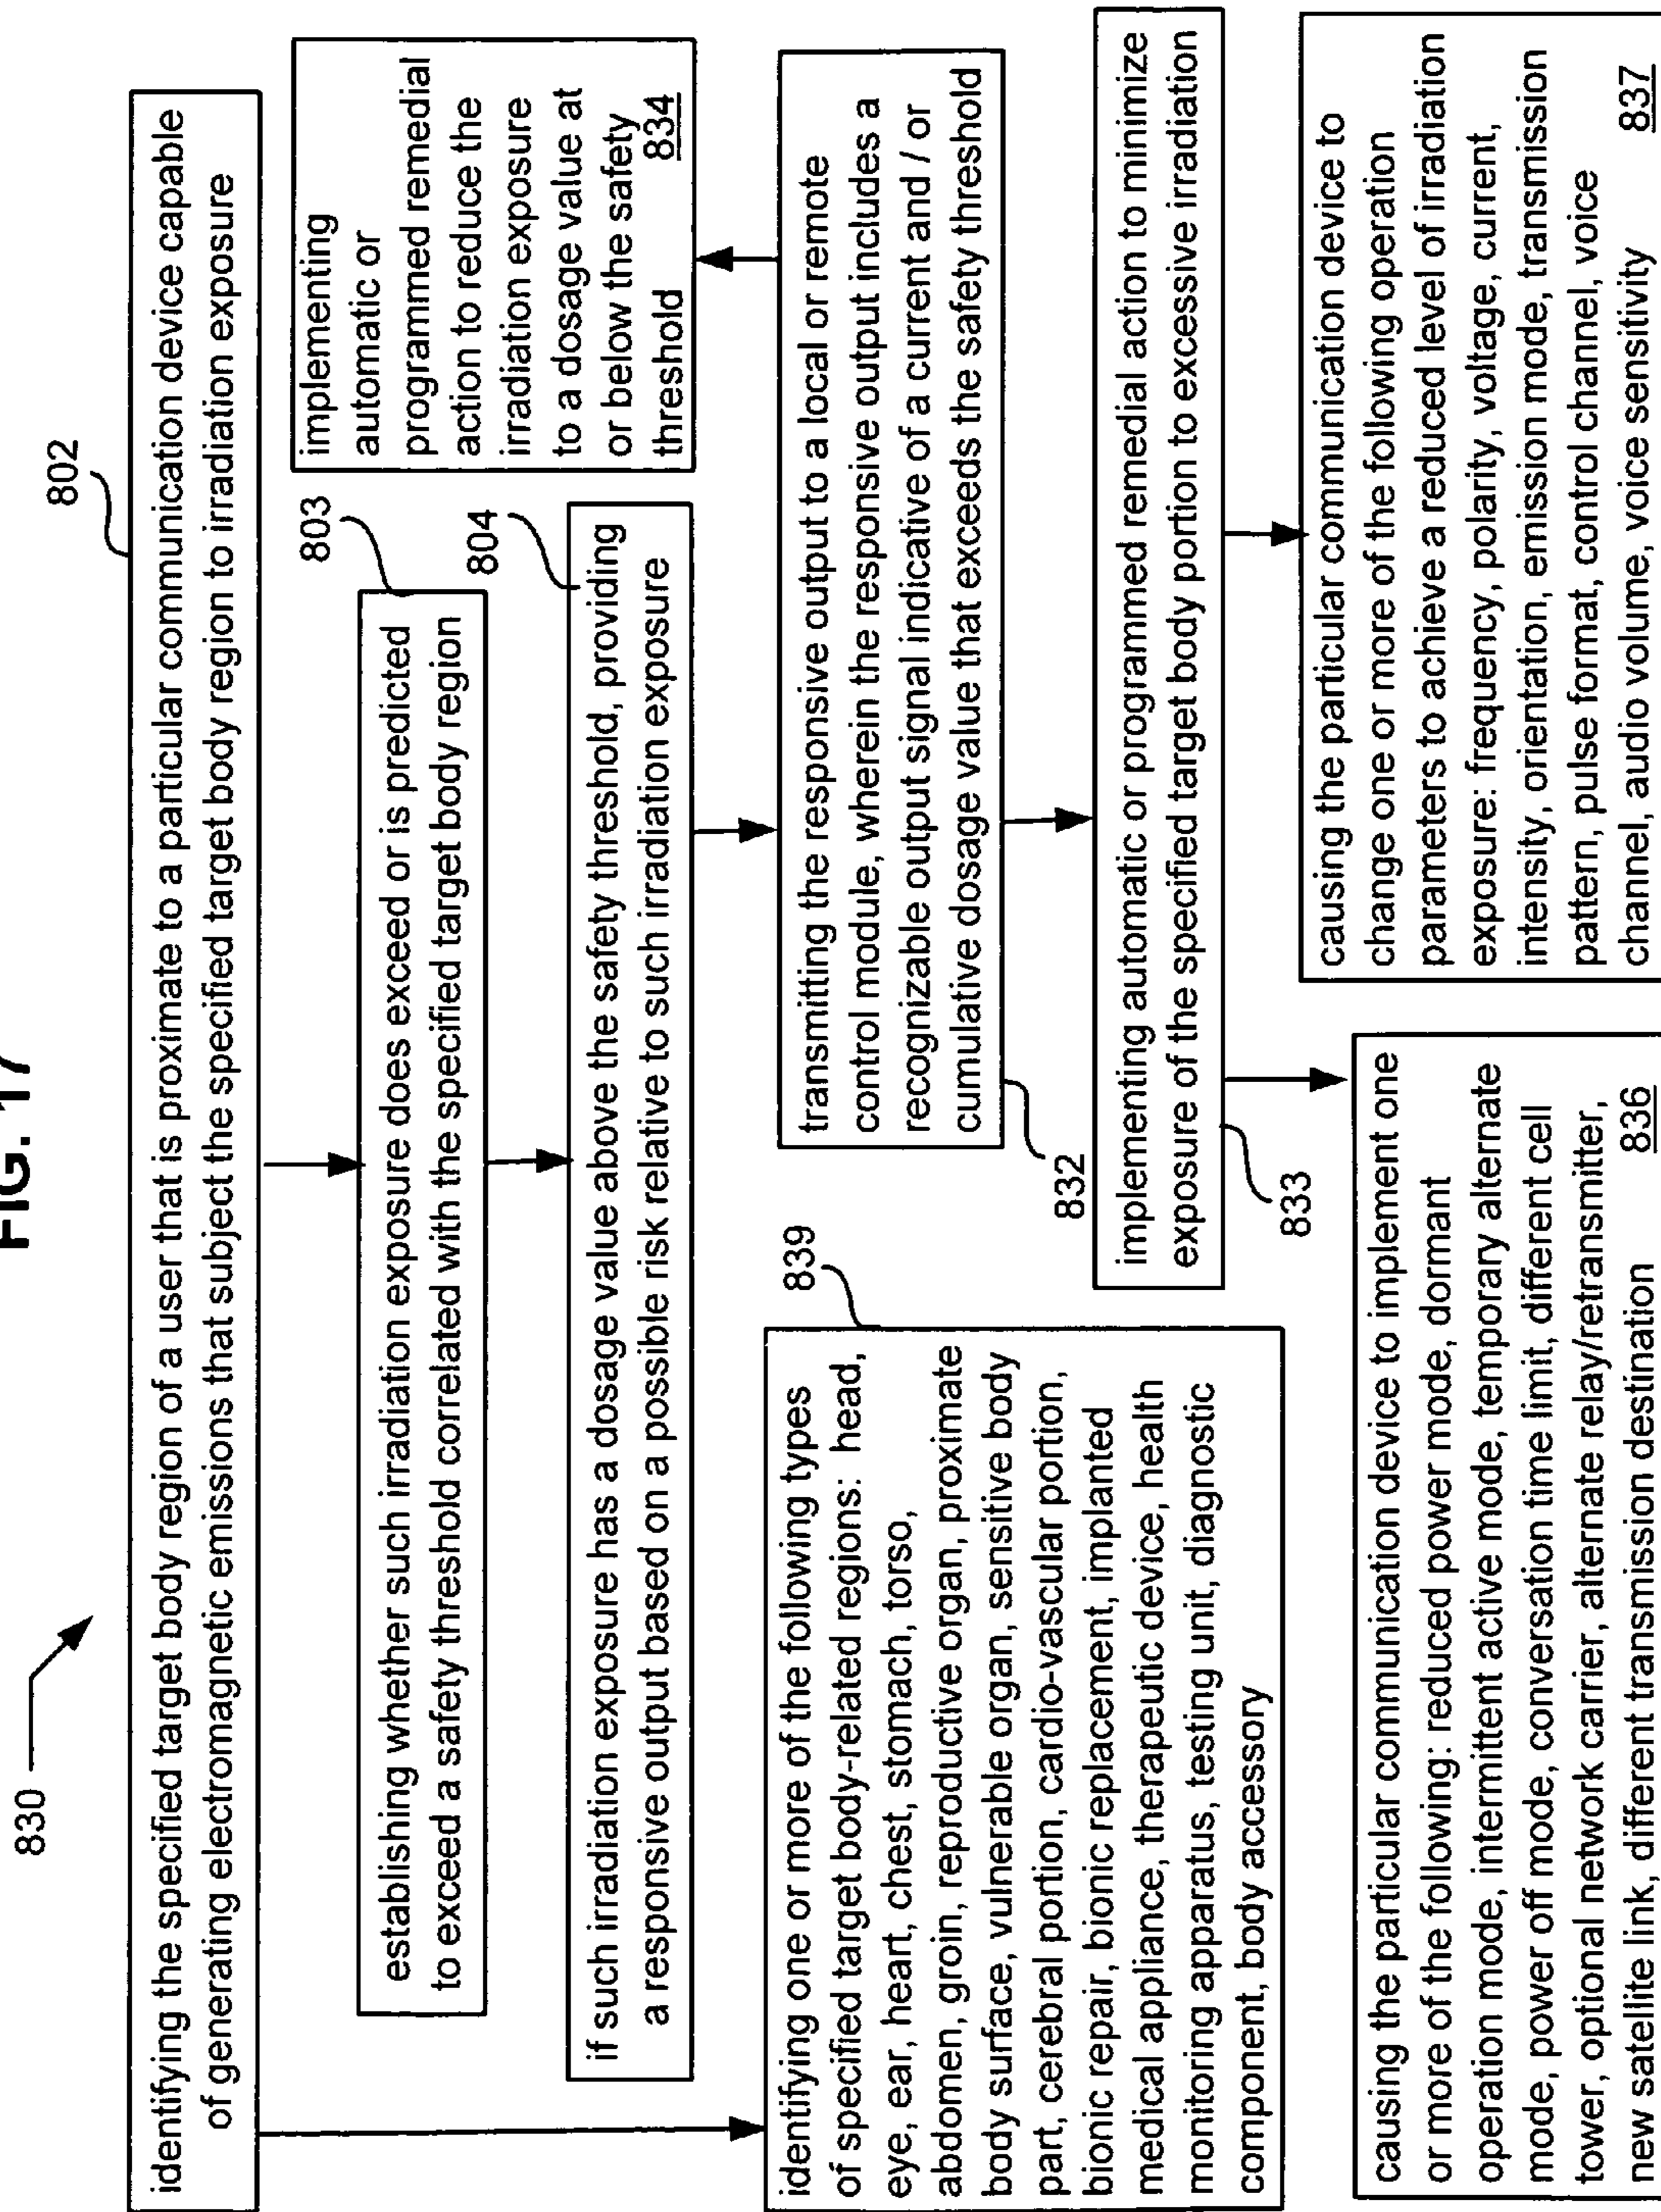 FIG. 17
830
802
identifying the specified target body region of a user that is proximate to a particular communication device capable
of generating electromagnetic emissions that subject the specified target body region to irradiation exposure
803
establishing whether such irradiation exposure does exceed or is predicted
to exceed a safety threshold correlated with the specified target body region
804
if such irradiation exposure has a dosage value above the safety threshold, providing
a responsive output based on a possible risk relative to such irradiation exposure
implementing
automatic or
programmed remedial
action to reduce the
irradiation exposure
to a dosage value at
or below the safety
threshold 834
839
identifying one or more of the following types
of specified target body-related regions: head,
eye, ear, heart, chest, stomach, torso,
abdomen, groin, reproductive organ, proximate
body surface, vulnerable organ, sensitive body
part, cerebral portion, cardio-vascular portion,
bionic repair, bionic replacement, implanted
medical appliance, therapeutic device, health
monitoring apparatus, testing unit, diagnostic
component, body accessory
transmitting the responsive output to a local or remote
control module, wherein the responsive output includes a
recognizable output signal indicative of a current and / or
cumulative dosage value that exceeds the safety threshold
832
implementing automatic or programmed remedial action to minimize
exposure of the specified target body portion to excessive irradiation
833
causing the particular communication device to implement one
or more of the following: reduced power mode, dormant
operation mode, intermittent active mode, temporary alternate
mode, power off mode, conversation time limit, different cell
tower, optional network carrier, alternate relay/retransmitter,
new satellite link, different transmission destination 836
causing the particular communication device to
change one or more of the following operation
parameters to achieve a reduced level of irradiation
exposure: frequency, polarity, voltage, current,
intensity, orientation, emission mode, transmission
pattern, pulse format, control channel, voice
channel, audio volume, voice sensitivity 837